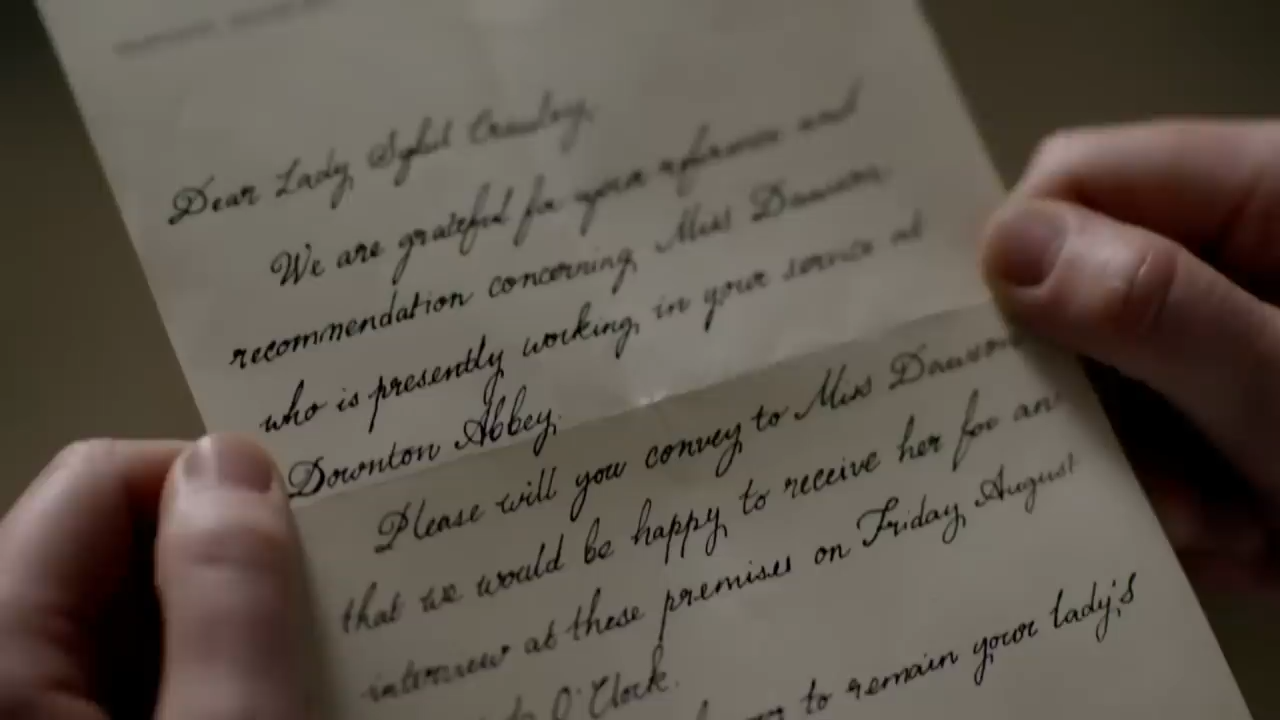 Dear Lady Sybil Crawley,
We are grateful for your reference and
recommendation concerning Miss Dawson,
who is presently working in your service at
Downton Abbey.
Please will you convey to Miss Dawson
that we would be happy to receive her foe an
interview at these premises on Friday August
O'Clock.
to remain your lady's